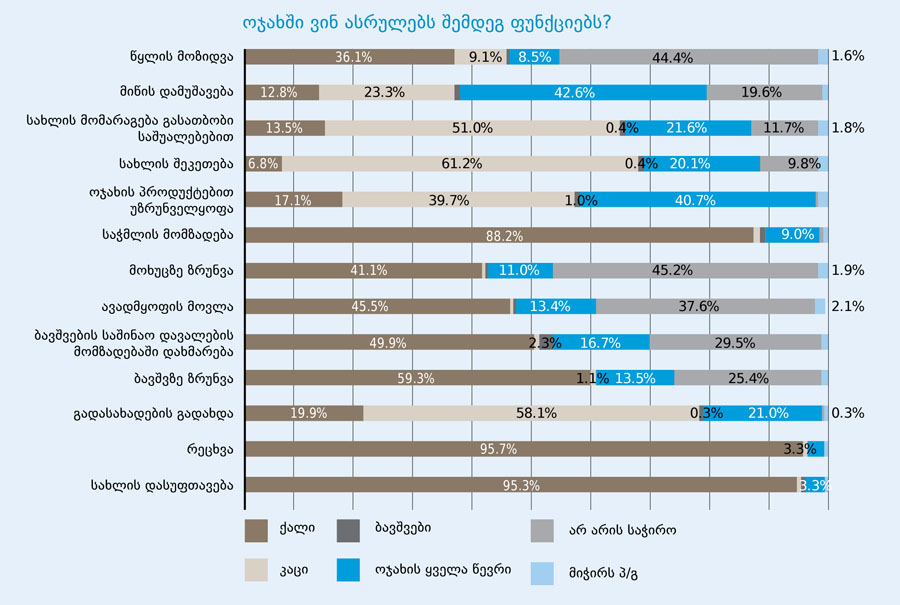 ოჯახში ვინ ასრულებს შემდეგ ფუნქციებს?
წყლის მოზიდვა 36.1% 9.1% 8.5% 44.4% 1.6%
მიწის დამუშავება 12.8% 23.3% 42.6% 19.6%
სახლის მომარაგება გასათბობი
საშუალებებით 13.5% 51.0% 0.4% 21.6% 11.7% 1.8%
სახლის შეკეთება 6.8% 61.2% 0.4% 20.1% 9.8%
ოჯახის პროდუქტებით
უზრუნველყოფა 17.1% 39.7% 1.0% 40.7%
საჭმლის მომზადება 88.2% 9.0%
მოხუცზე ზრუნვა 41.1% 11.0% 45.2% 1.9%
ავადმყოფის მოვლა 45.5% 13.4% 37.6% 2.1%
ბავშვების საშინაო დავალების
მომზადებაში დახმარება 49.9% 2.3% 16.7% 29.5%
ბავშვზე ზრუნვა 59.3% 1.1% 13.5% 25.4%
გადასახადების გადახდა 19.9% 58.1% 0.3% 21.0% 0.3%
რეცხვა 95.7% 3.3%
სახლის დასუფთავება 95.3% 3.3%
ქალი ბავშვები არ არის საჭირო
კაცი ოჯახის ყველა წევრი მიჭირს პ/გ